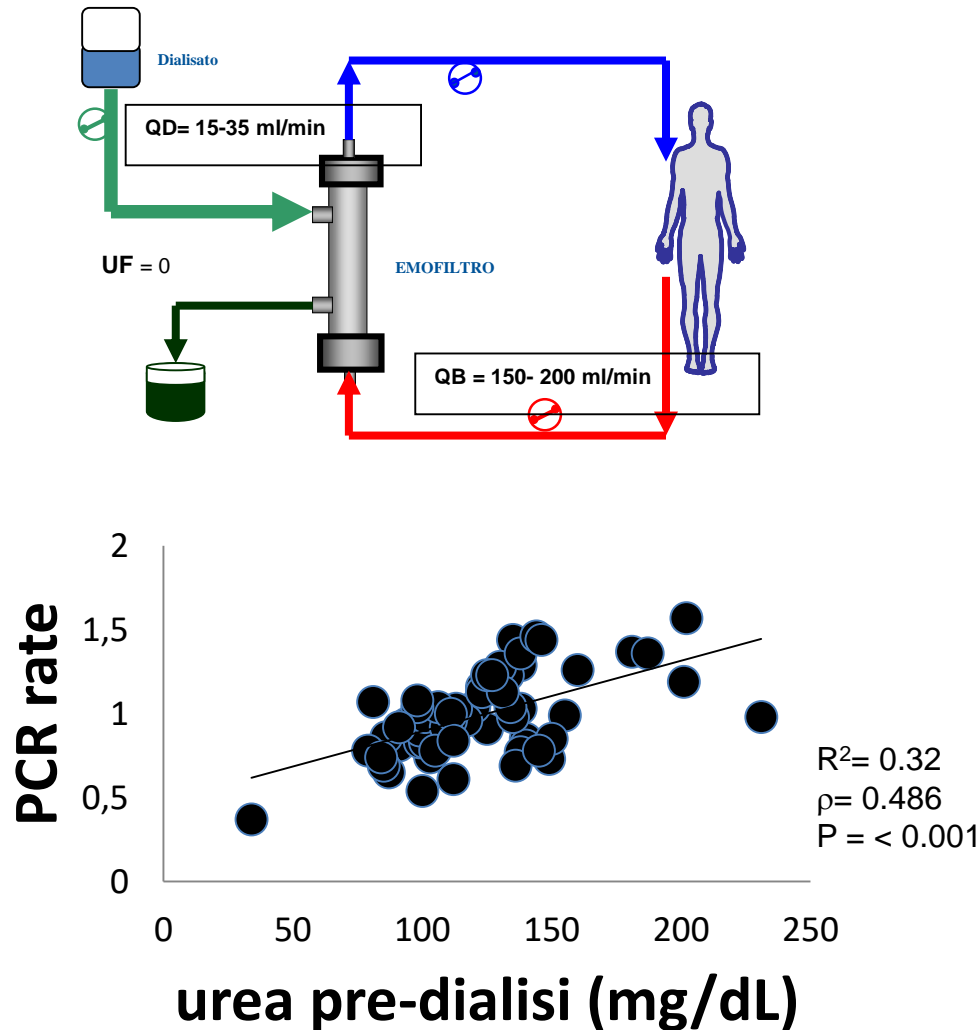 Dialisato
QD= 15-35 ml/min
UF = 0
EMOFILTRO
QB = 150- 200 ml/min
2
1,5
1
0,5
0
PCR rate
0
50
100
150
200
250
urea pre-dialisi (mg/dL)
R²= 0.32
ρ= 0.486
P = < 0.001